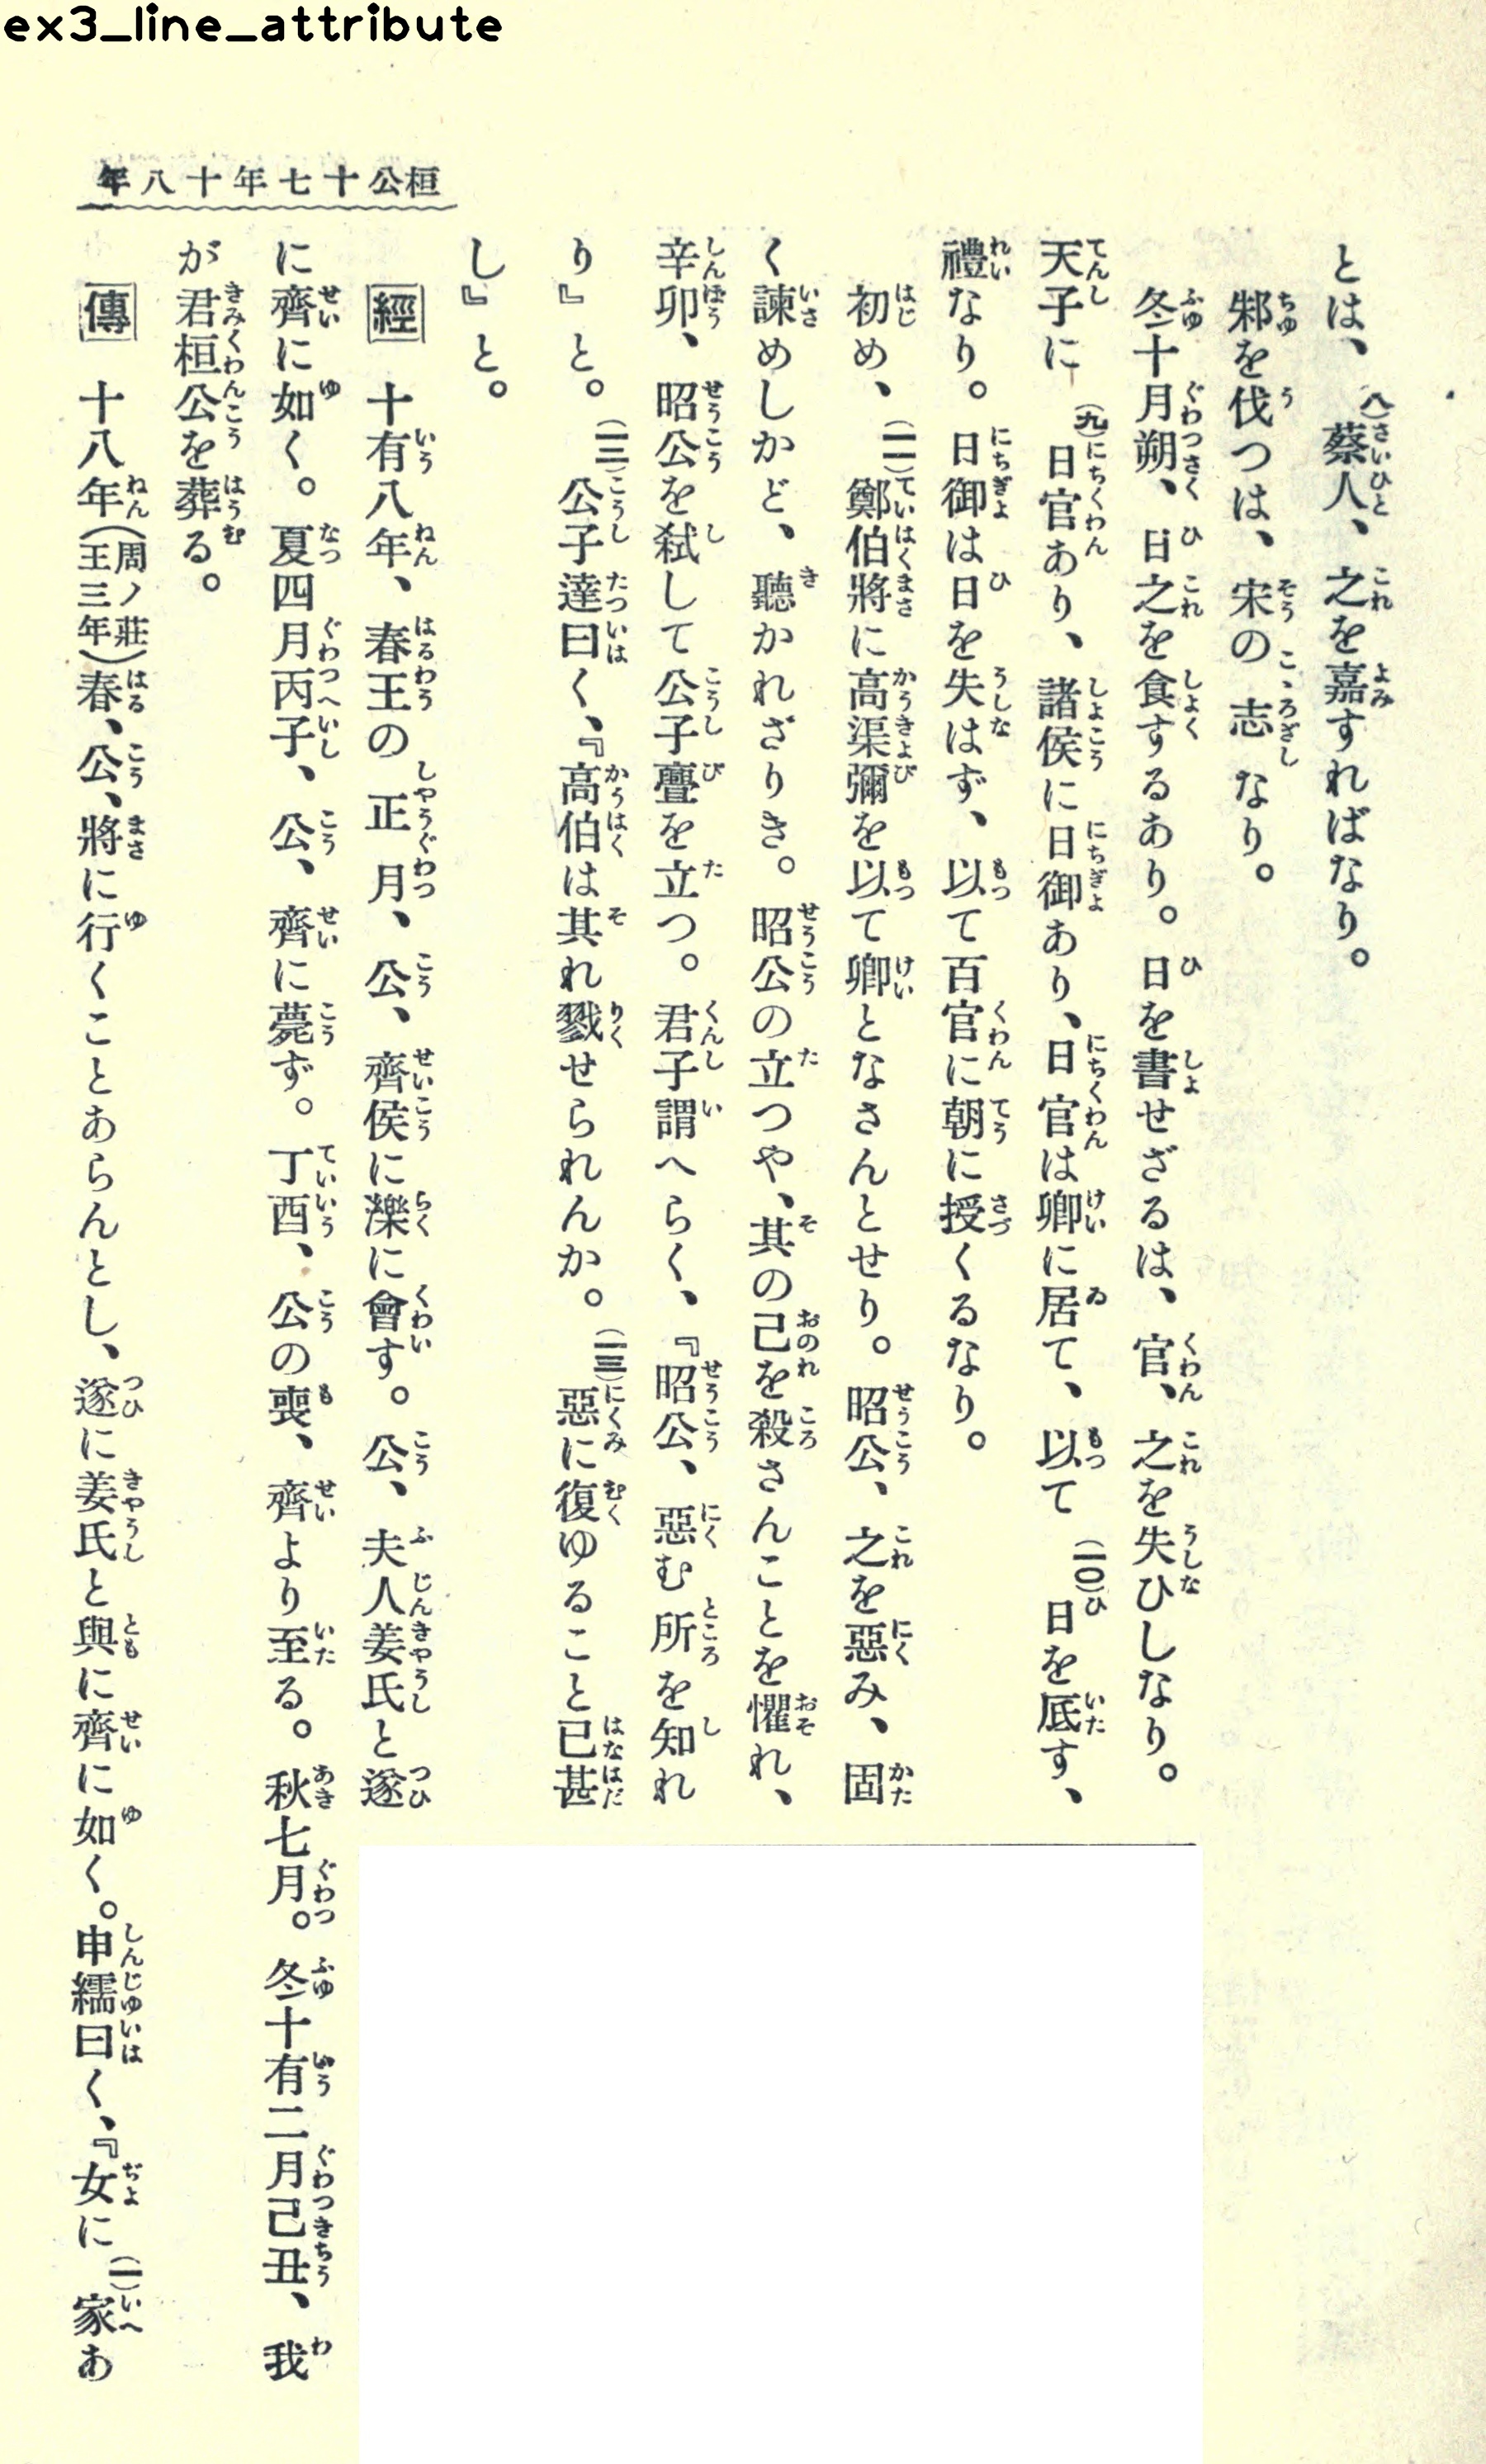 ex3_line_attribute
桓公十七年十八年
とは、(八)蔡人、之を嘉すればなり。
邾を伐つは、宋の志なり。
冬十月朔、日之を食するあり。日を書せざるは、官、之を失ひしなり。
天子に(九)日官あり、諸侯に日御あり、日官は卿に居て、以て(一〇)日を底す、
禮なり。日御は日を失はず、以て百官に朝に授くるなり。
初め、(一一)鄭伯將に高渠彌を以て卿となさんとせり。昭公、之を惡み、固
く諫めしかど、聽かれざりき。昭公の立つや、其の己を殺さんことを懼れ、
辛卯、昭公を弑して公子亹を立つ。君子謂へらく、『昭公、惡む所を知れ
り』と。(一二)公子達曰く、『高伯は其れ戮せられんか。(一三)惡に復ゆること已甚
し』と。
經 十有八年、春王の正月、公、齊侯に濼に會す。公、夫人姜氏と遂
に齊に如く。夏四月丙子、公、齊に薨ず。丁酉、公の喪、齊より至る。秋七月。冬十有二月己丑、我
が君桓公を葬る。
傳 十八年(周ノ莊王三年)春、公、將に行くことあらんとし、遂に姜氏と與に齊に如く。申繻曰く、『女に(一)家あ